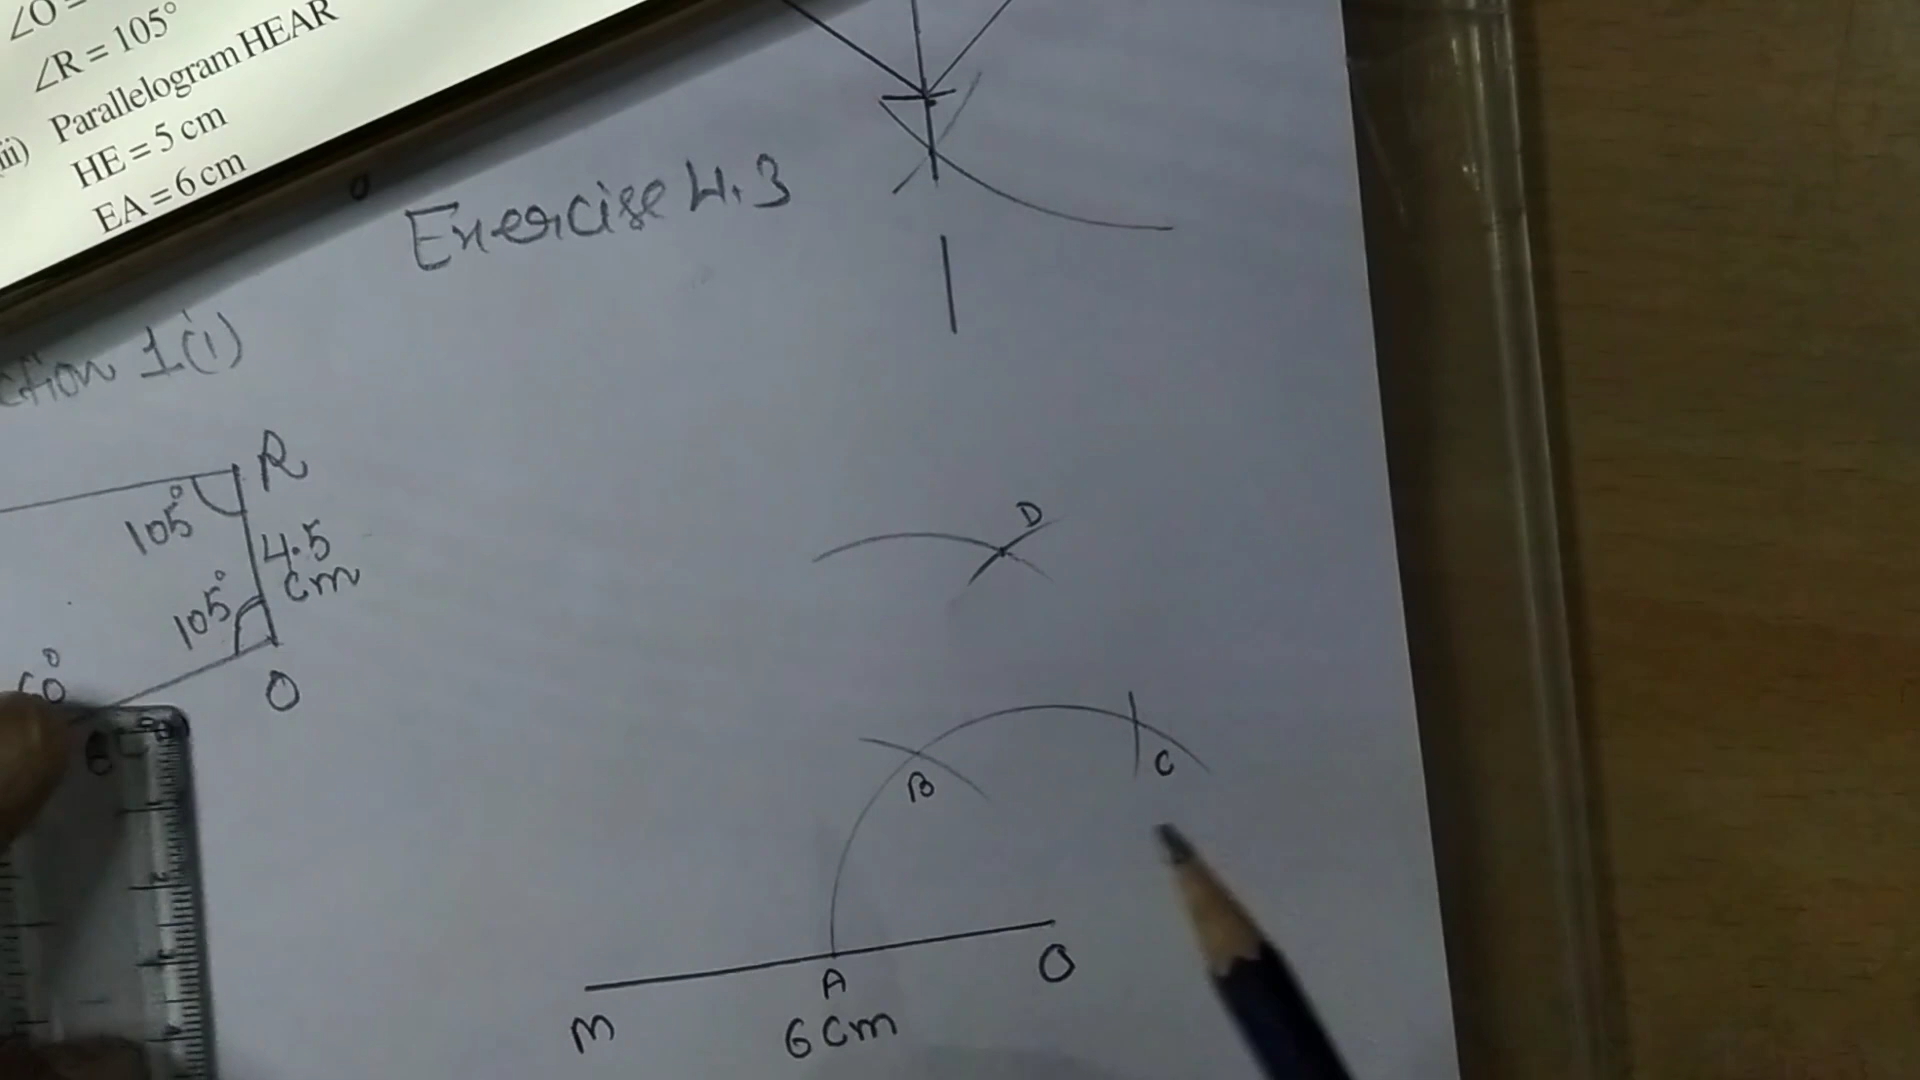 ∠R = 105°
iii) Parallelogram HEAR
HE = 5 cm
EA = 6 cm
Exercise 4.3
1(i)
R
105°
4.5
cm
105°
60°
O
D
B
C
A
O
M
6 cm